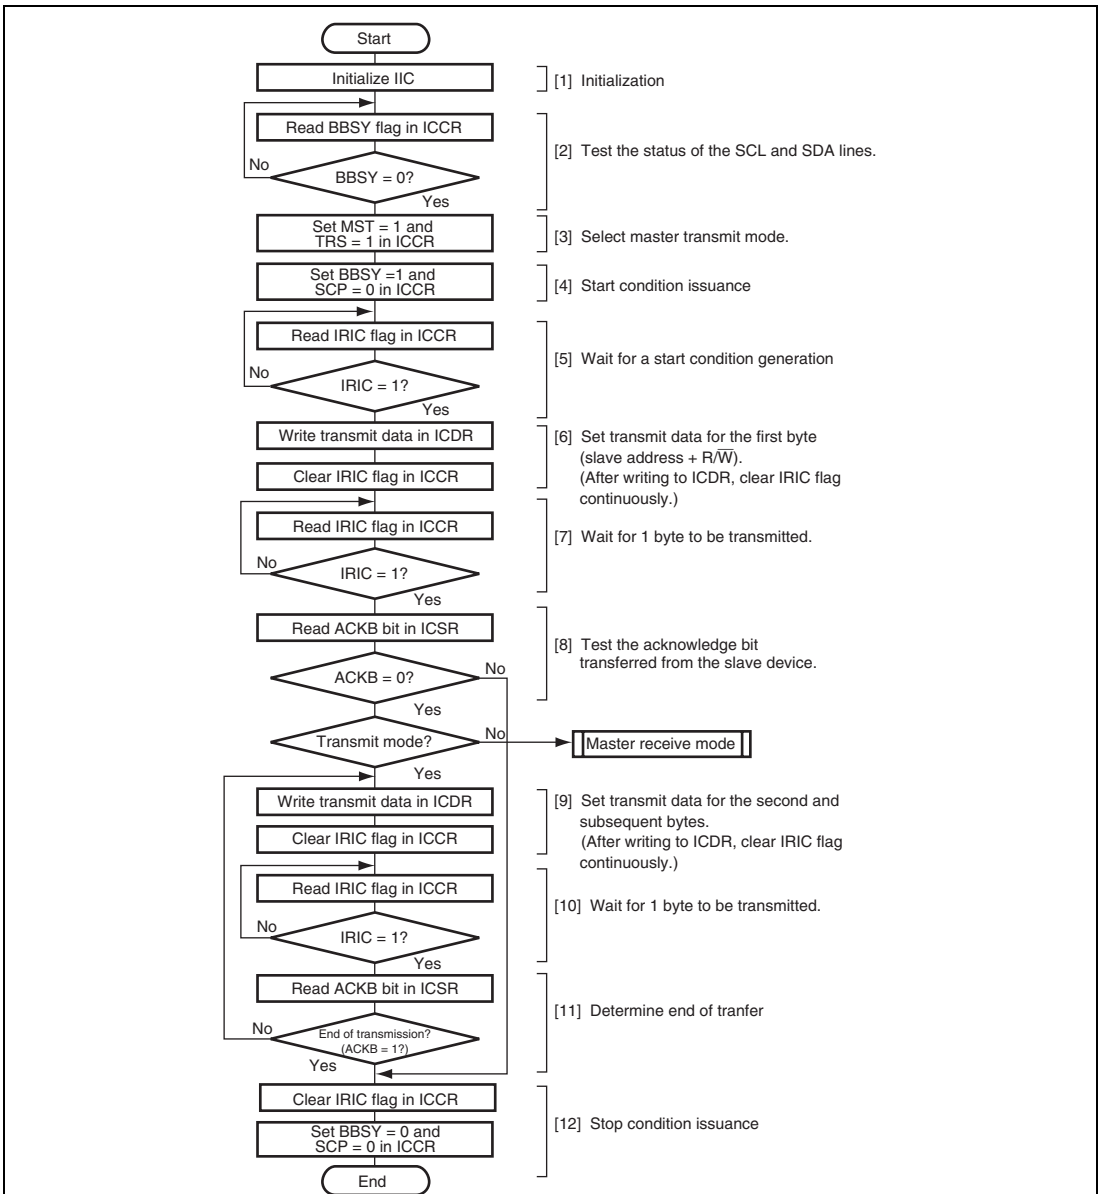 Start
Initialize IIC
[1] Initialization
Read BBSY flag in ICCR
[2] Test the status of the SCL and SDA lines.
No
BBSY = 0?
Yes
Set MST = 1 and
TRS = 1 in ICCR
[3] Select master transmit mode.
Set BBSY =1 and
SCP = 0 in ICCR
[4] Start condition issuance
Read IRIC flag in ICCR
[5] Wait for a start condition generation
No
IRIC = 1?
Yes
Write transmit data in ICDR
[6] Set transmit data for the first byte
(slave address + R/W̅).
(After writing to ICDR, clear IRIC flag
continuously.)
Clear IRIC flag in ICCR
Read IRIC flag in ICCR
[7] Wait for 1 byte to be transmitted.
No
IRIC = 1?
Yes
Read ACKB bit in ICSR
[8] Test the acknowledge bit
transferred from the slave device.
ACKB = 0?
No
Yes
Transmit mode?
No
Master receive mode
Yes
Write transmit data in ICDR
[9] Set transmit data for the second and
subsequent bytes.
(After writing to ICDR, clear IRIC flag
continuously.)
Clear IRIC flag in ICCR
Read IRIC flag in ICCR
[10] Wait for 1 byte to be transmitted.
No
IRIC = 1?
Yes
Read ACKB bit in ICSR
[11] Determine end of tranfer
No
End of transmission?
(ACKB = 1?)
Yes
Clear IRIC flag in ICCR
[12] Stop condition issuance
Set BBSY = 0 and
SCP = 0 in ICCR
End